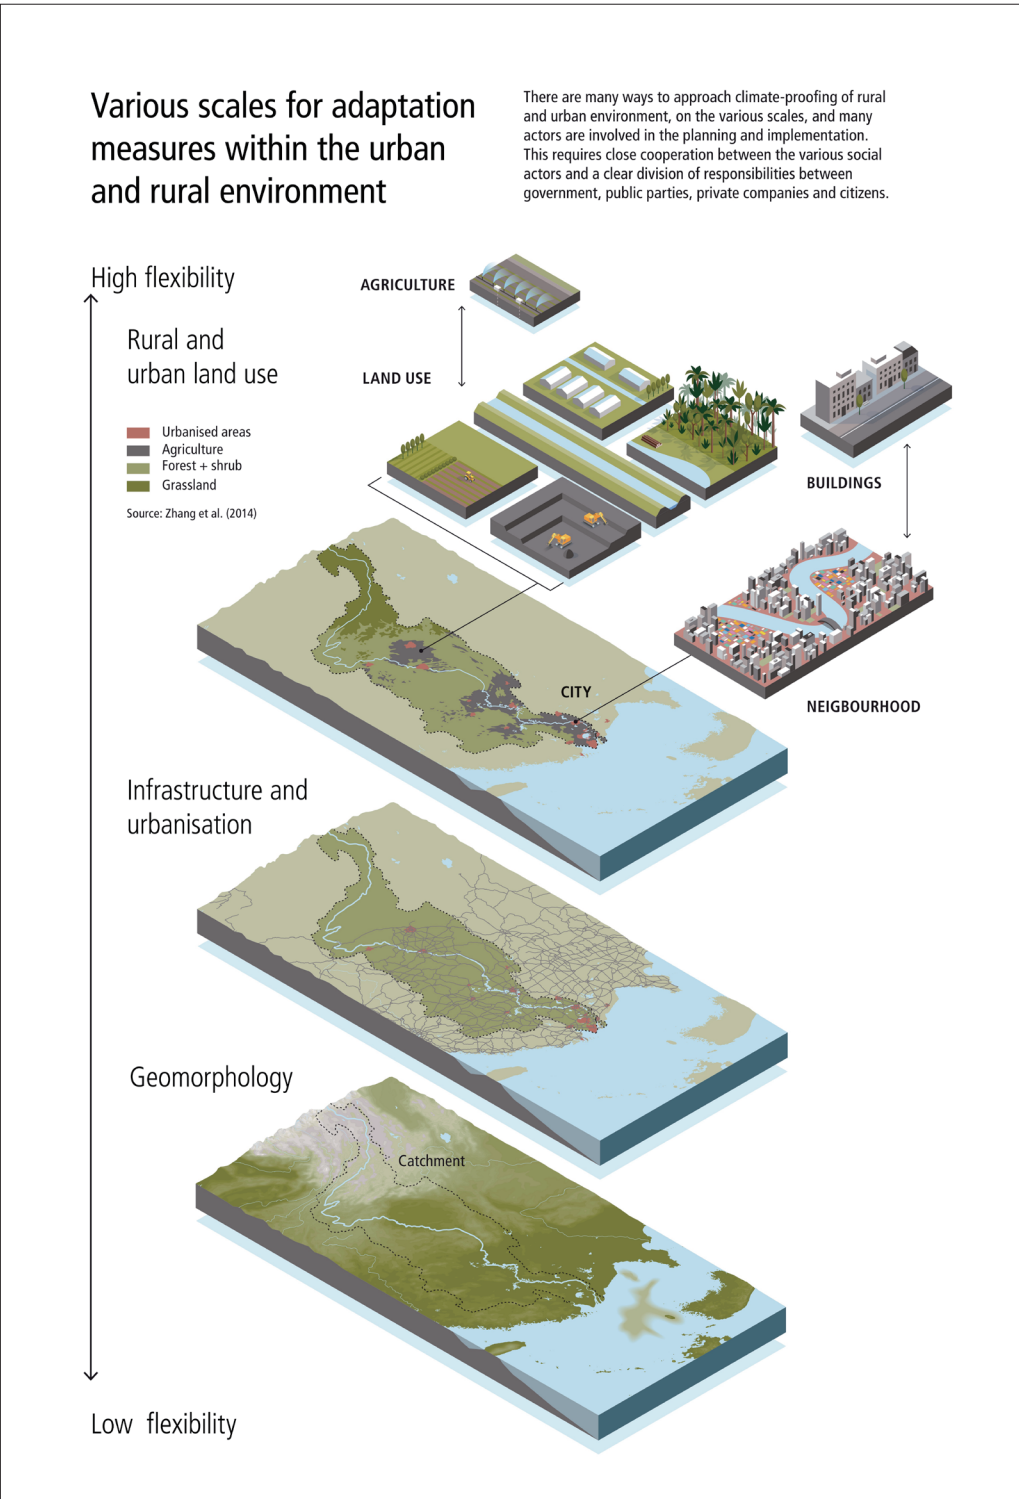 Various scales for adaptation
measures within the urban
and rural environment
There are many ways to approach climate-proofing of rural
and urban environment, on the various scales, and many
actors are involved in the planning and implementation.
This requires close cooperation between the various social
actors and a clear division of responsibilities between
government, public parties, private companies and citizens.
High flexibility
AGRICULTURE
Rural and
urban land use
LAND USE
Urbanised areas
Agriculture
Forest + shrub
Grassland
Source: Zhang et al. (2014)
BUILDINGS
CITY
NEIGBOURHOOD
Infrastructure and
urbanisation
Geomorphology
Catchment
Low flexibility